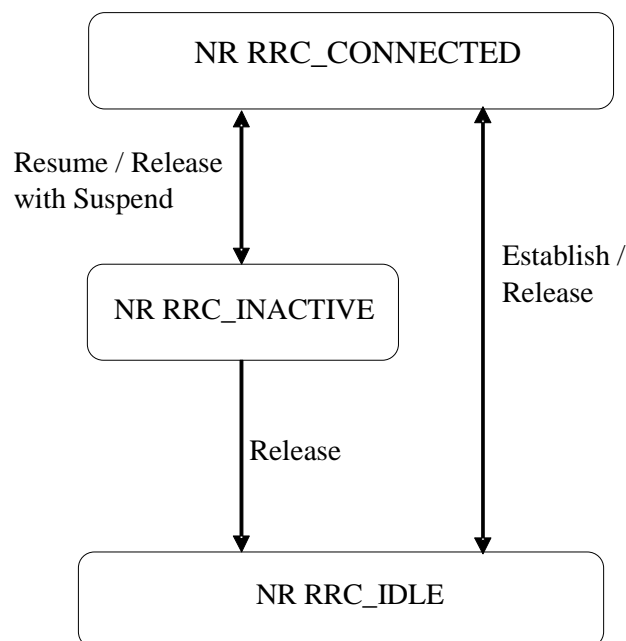 NR RRC_CONNECTED
Resume / Release
with Suspend
Establish /
Release
NR RRC_INACTIVE
Release
NR RRC_IDLE